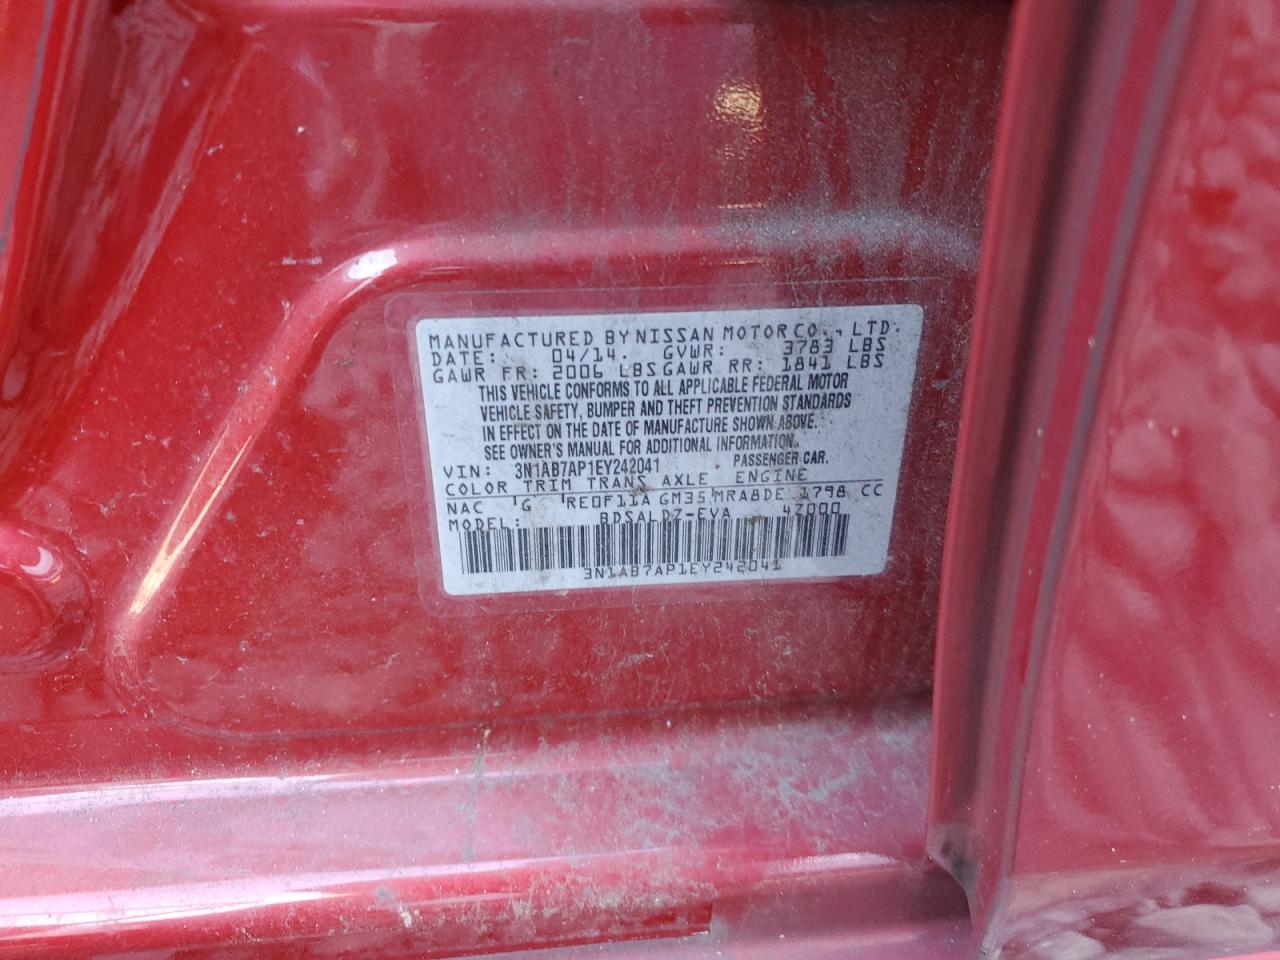 MANUFACTURED BY NISSAN MOTOR CO., LTD.
DATE: 04/14. GVWR: 3783 LBS
GAWR FR: 2006 LBS GAWR RR: 1841 LBS
THIS VEHICLE CONFORMS TO ALL APPLICABLE FEDERAL MOTOR
VEHICLE SAFETY, BUMPER AND THEFT PREVENTION STANDARDS
IN EFFECT ON THE DATE OF MANUFACTURE SHOWN ABOVE.
SEE OWNER'S MANUAL FOR ADDITIONAL INFORMATION.
VIN: 3N1AB7AP1EY242041 PASSENGER CAR.
COLOR TRIM TRANS AXLE ENGINE
NAC G RE0F11A GM35 MRA8DE 1798 CC
MODEL: BDSALDZ-EVA 47000
3N1AB7AP1EY242041